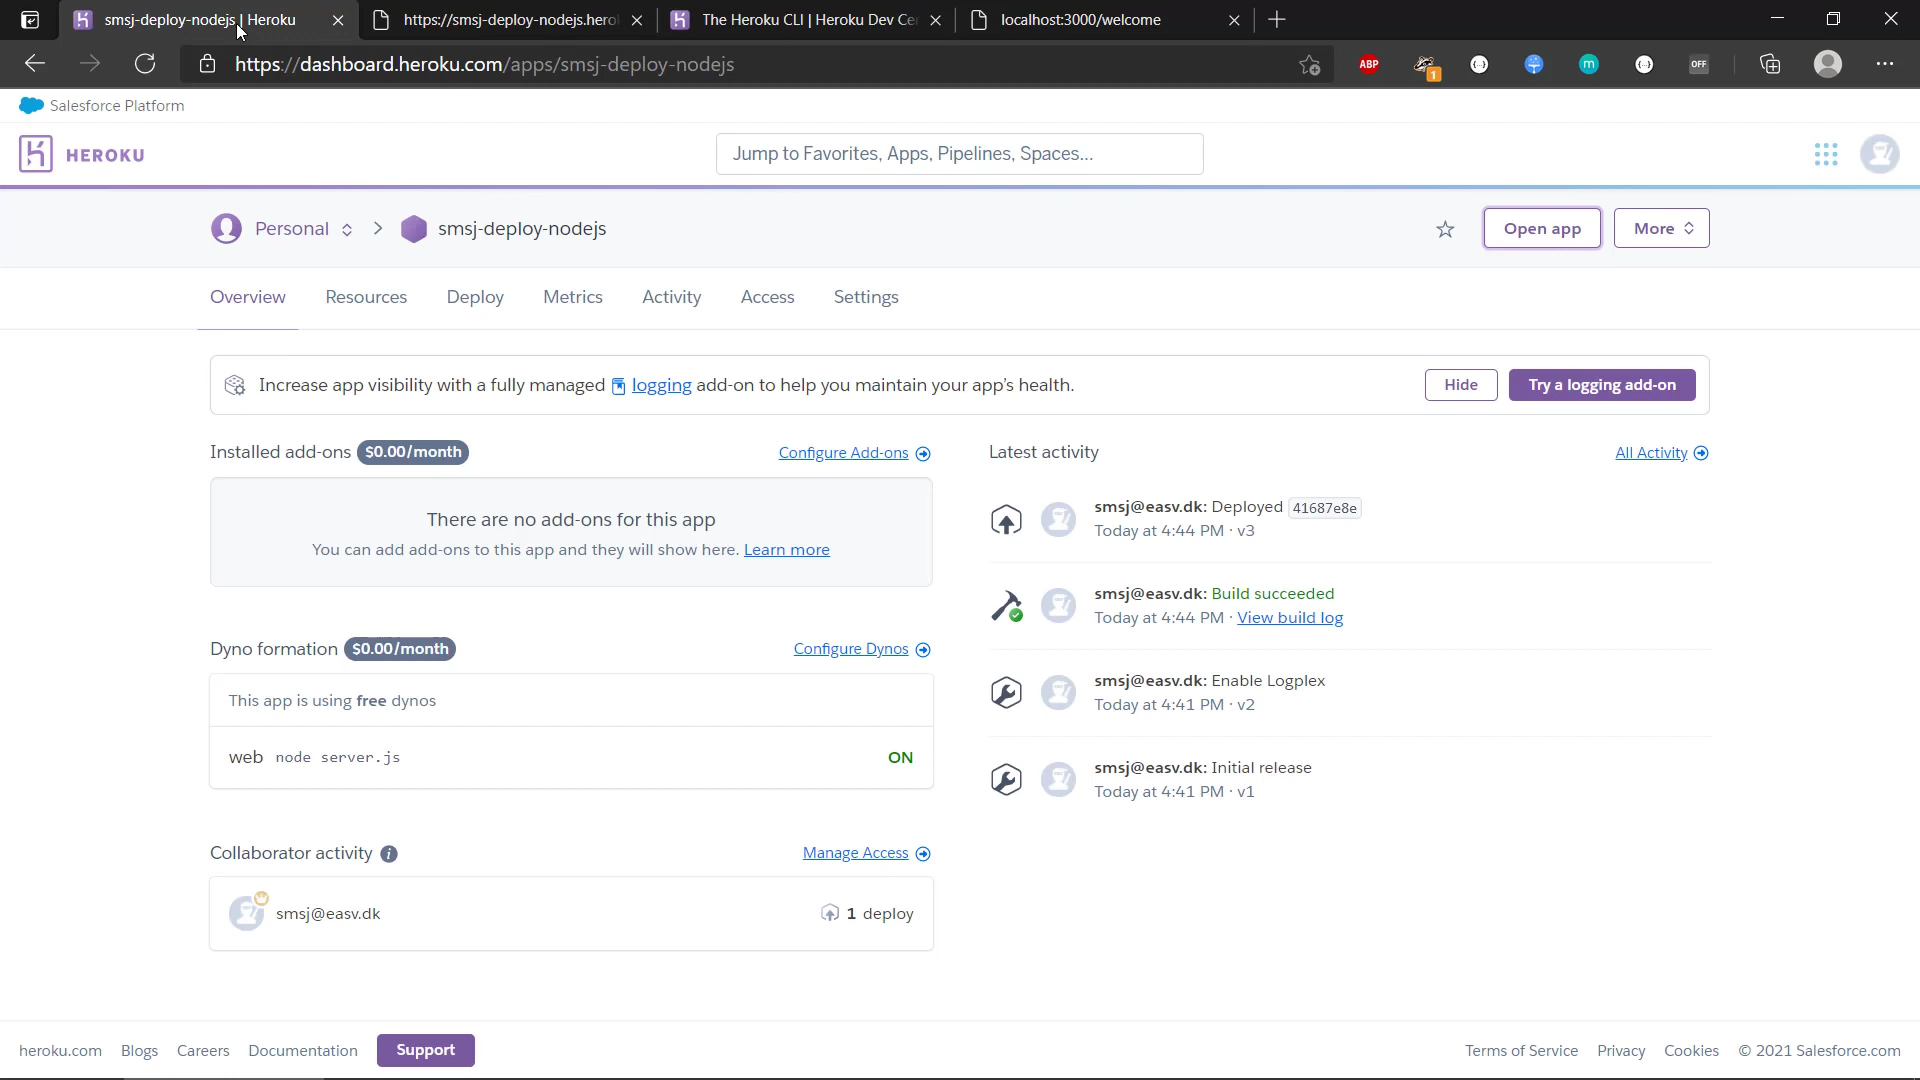 smsj-deploy-nodejs | Heroku
https://smsj-deploy-nodejs.hero
The Heroku CLI | Heroku Dev Ce
localhost:3000/welcome
https://dashboard.heroku.com/apps/smsj-deploy-nodejs
ABP
1
m
OFF
Salesforce Platform
HEROKU
Jump to Favorites, Apps, Pipelines, Spaces...
Personal
smsj-deploy-nodejs
Open app
More
Overview
Resources
Deploy
Metrics
Activity
Access
Settings
Increase app visibility with a fully managed logging add-on to help you maintain your app's health.
Hide
Try a logging add-on
Installed add-ons $0.00/month
Configure Add-ons
There are no add-ons for this app
You can add add-ons to this app and they will show here. Learn more
Dyno formation $0.00/month
Configure Dynos
This app is using free dynos
web node server.js
ON
Collaborator activity i
Manage Access
smsj@easv.dk
1 deploy
Latest activity
All Activity
smsj@easv.dk: Deployed 41687e8e
Today at 4:44 PM · v3
smsj@easv.dk: Build succeeded
Today at 4:44 PM · View build log
smsj@easv.dk: Enable Logplex
Today at 4:41 PM · v2
smsj@easv.dk: Initial release
Today at 4:41 PM · v1
heroku.com
Blogs
Careers
Documentation
Support
Terms of Service
Privacy
Cookies
© 2021 Salesforce.com